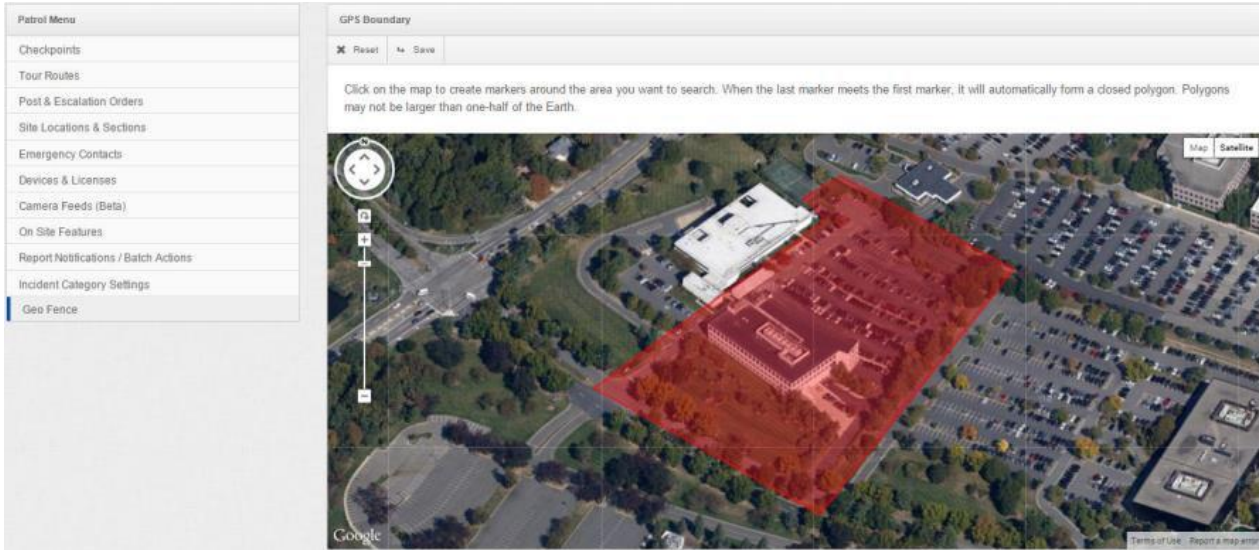 Patrol Menu
Checkpoints
Tour Routes
Post & Escalation Orders
Site Locations & Sections
Emergency Contacts
Devices & Licenses
Camera Feeds (Beta)
On Site Features
Report Notifications / Batch Actions
Incident Category Settings
Geo Fence
GPS Boundary
Reset Save
Click on the map to create markers around the area you want to search. When the last marker meets the first marker, it will automatically form a closed polygon. Polygons
may not be larger than one-half of the Earth.
N
Map Satellite
Google
Terms of Use Report a map error